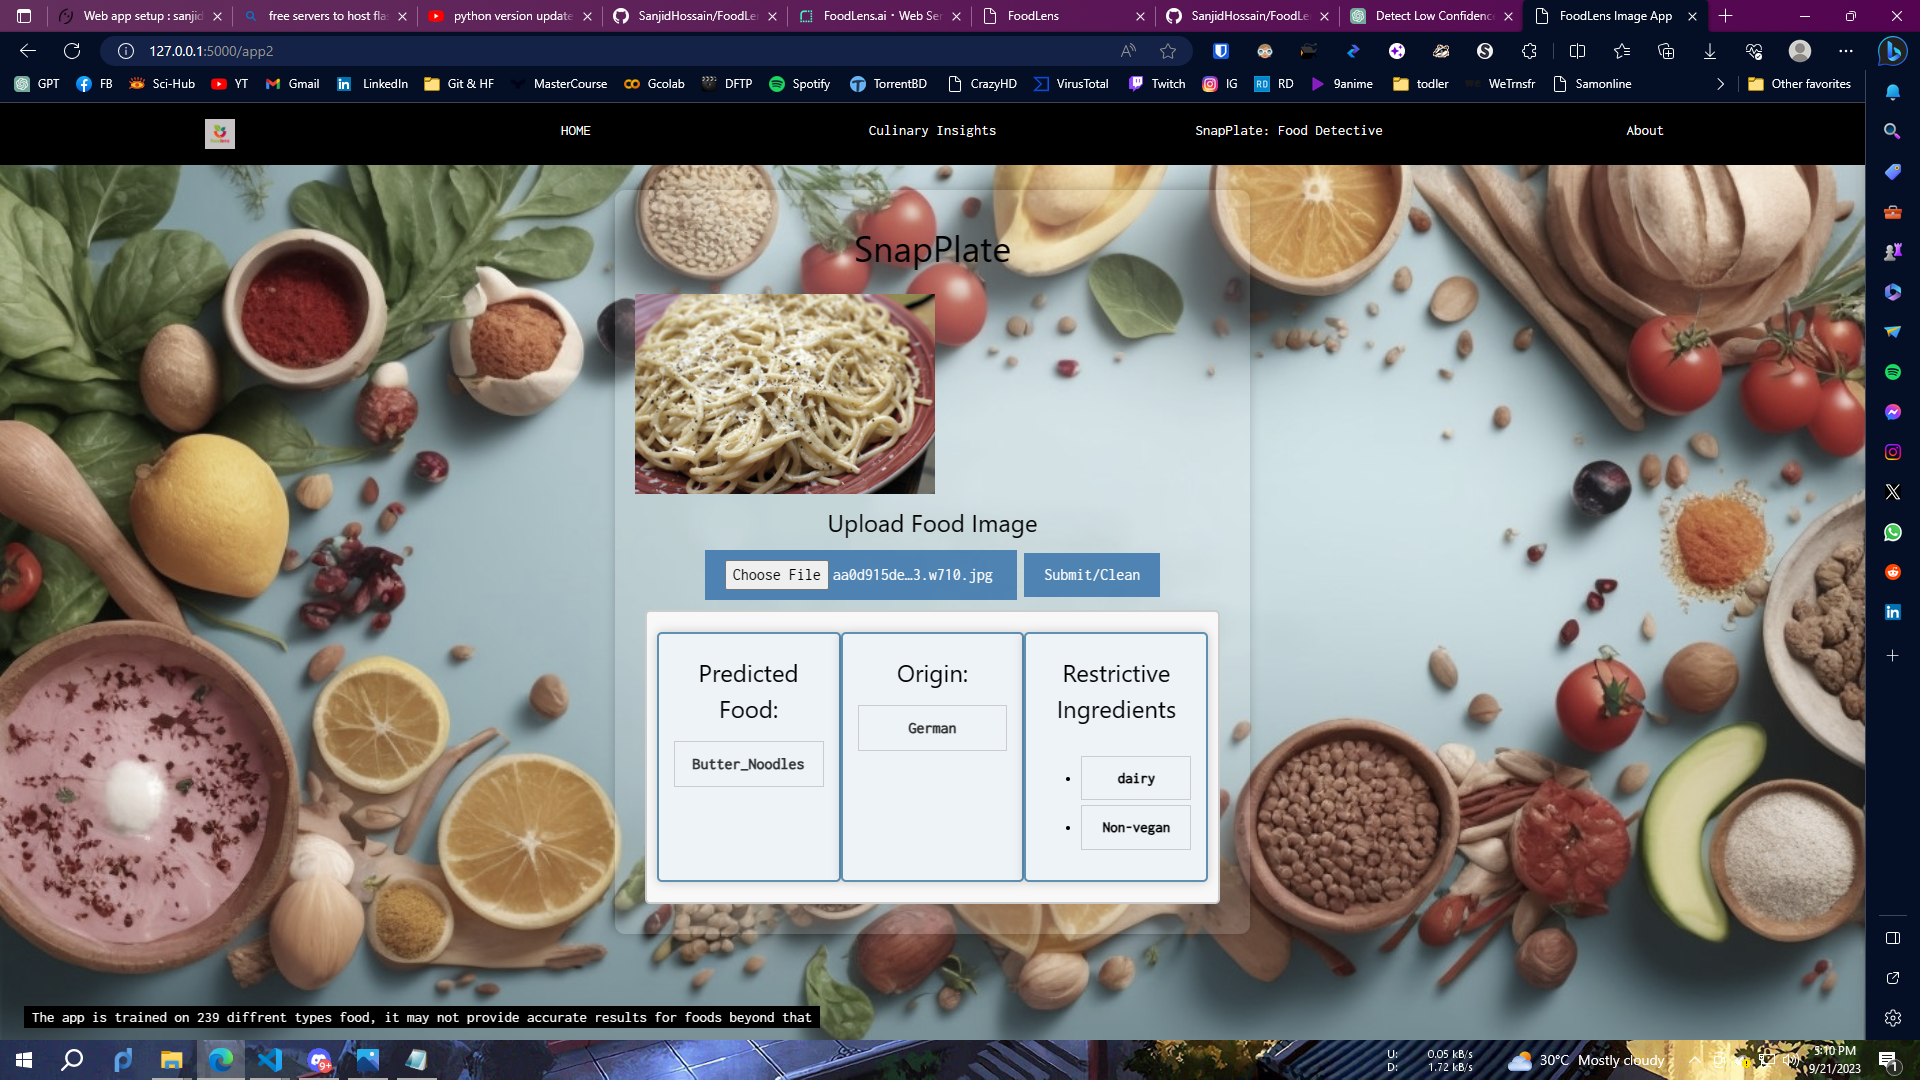 Web app setup : sanjid
free servers to host fla
python version update
SanjidHossain/FoodLen
FoodLens.ai · Web Ser
FoodLens
SanjidHossain/FoodLe
Detect Low Confidenc
FoodLens Image App
127.0.0.1:5000/app2
GPT
FB
Sci-Hub
YT
Gmail
LinkedIn
Git & HF
MasterCourse
Gcolab
DFTP
Spotify
TorrentBD
CrazyHD
VirusTotal
Twitch
IG
RD
9anime
todler
WeTrnsfr
Samonline
Other favorites
HOME
Culinary Insights
SnapPlate: Food Detective
About
SnapPlate
Upload Food Image
Choose File aa0d915de…3.w710.jpg
Submit/Clean
Predicted
Food:
Butter_Noodles
Origin:
German
Restrictive
Ingredients
dairy
Non-vegan
The app is trained on 239 diffrent types food, it may not provide accurate results for foods beyond that
U: 0.05 kB/s
D: 1.72 kB/s
30°C Mostly cloudy
5:10 PM
9/21/2023